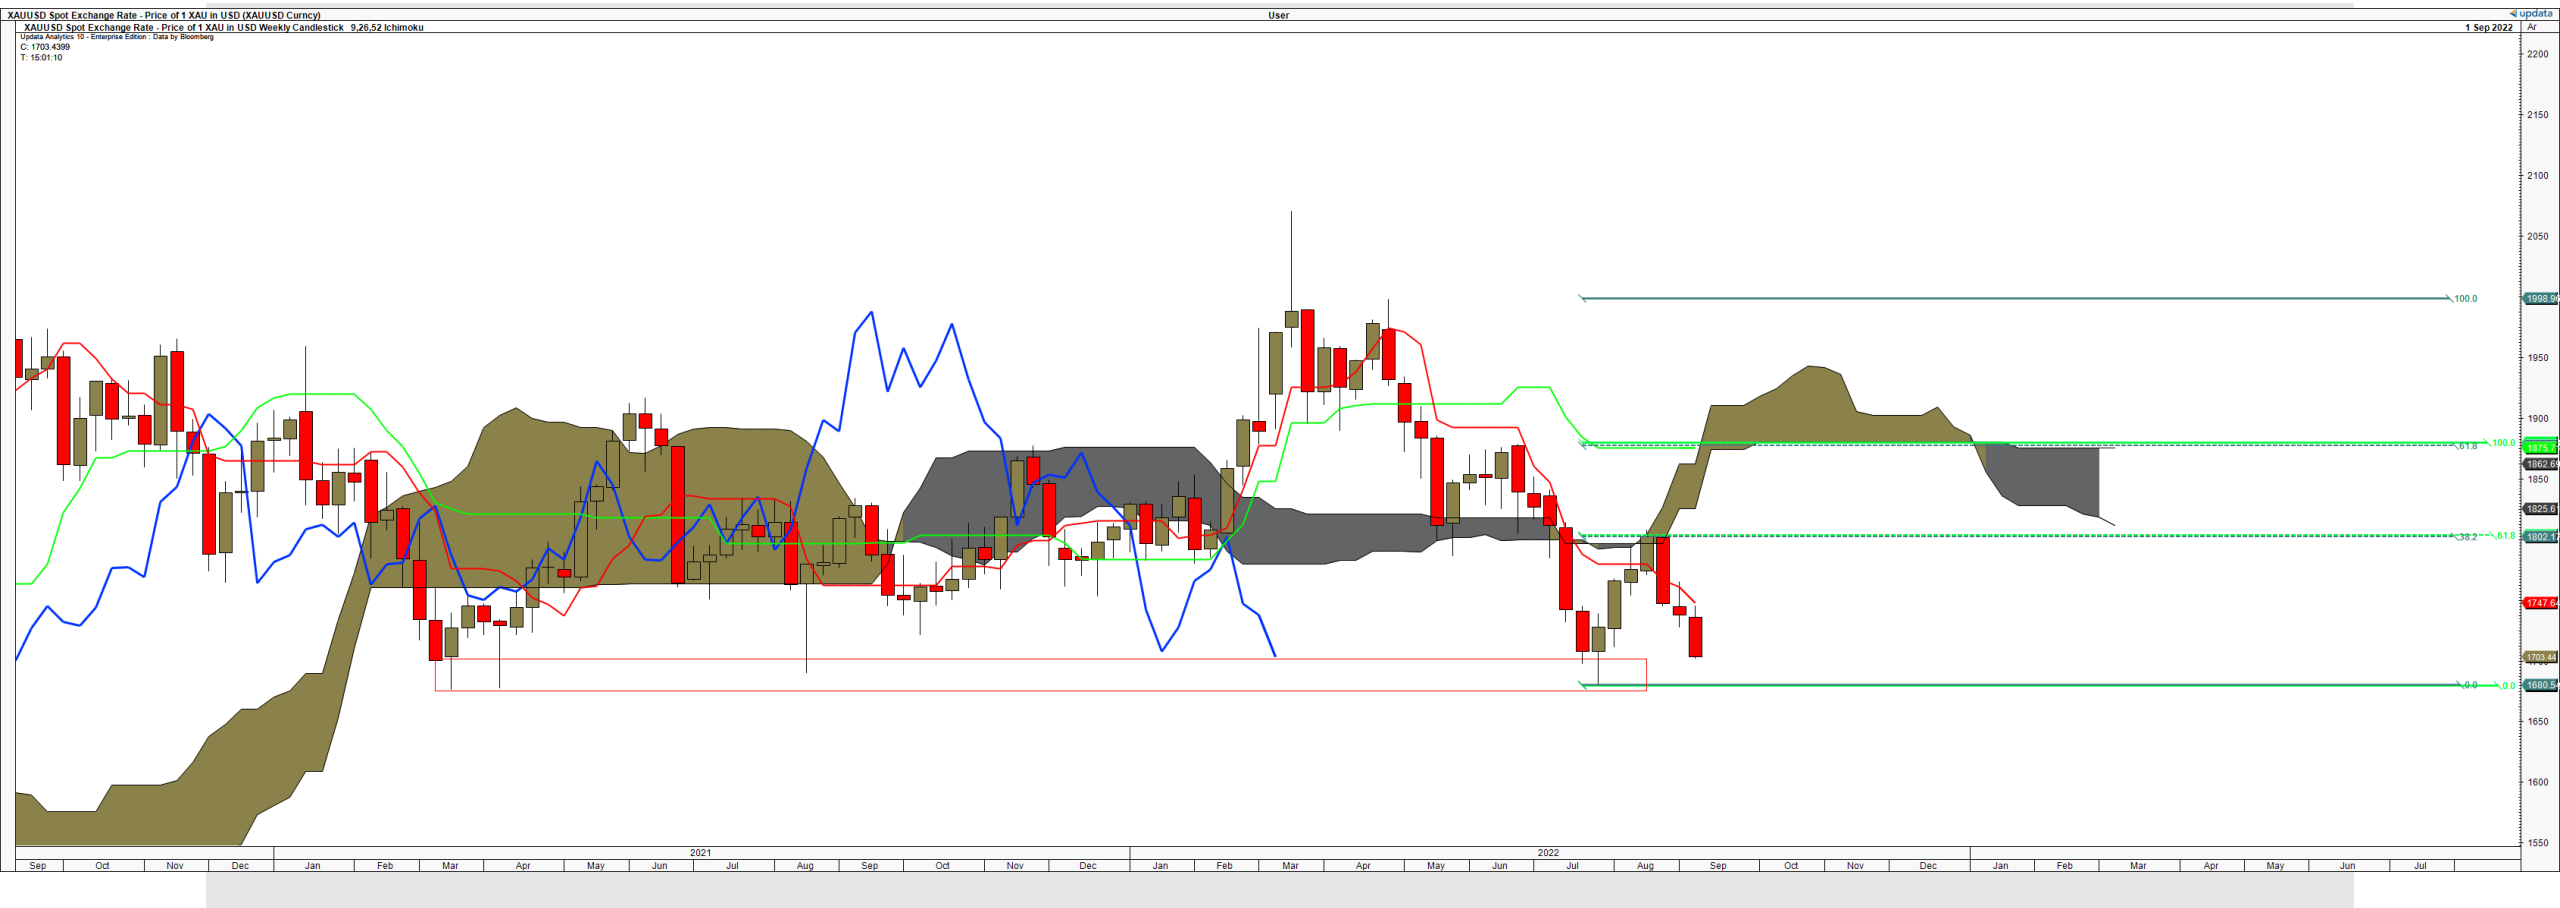 XAUUSD Spot Exchange Rate - Price of 1 XAU in USD (XAUUSD Curncy)
User
updata
XAUUSD Spot Exchange Rate - Price of 1 XAU in USD Weekly Candlestick 9,26,52 Ichimoku
1 Sep 2022
Ar
Updata Analytics 10 - Enterprise Edition : Data by Bloomberg
C: 1703.4399
T: 15:01:10
2200
2150
2100
2050
100.0
1998.96
1950
1900
100.0
61.8
1875.7
1862.69
1850
1825.61
38.2
61.8
1802.17
1747.64
1703.44
0.0
0.0
1680.54
1650
1600
1550
2021
2022
Sep Oct Nov Dec Jan Feb Mar Apr May Jun Jul Aug Sep Oct Nov Dec Jan Feb Mar Apr May Jun Jul Aug Sep Oct Nov Dec Jan Feb Mar Apr May Jun Jul